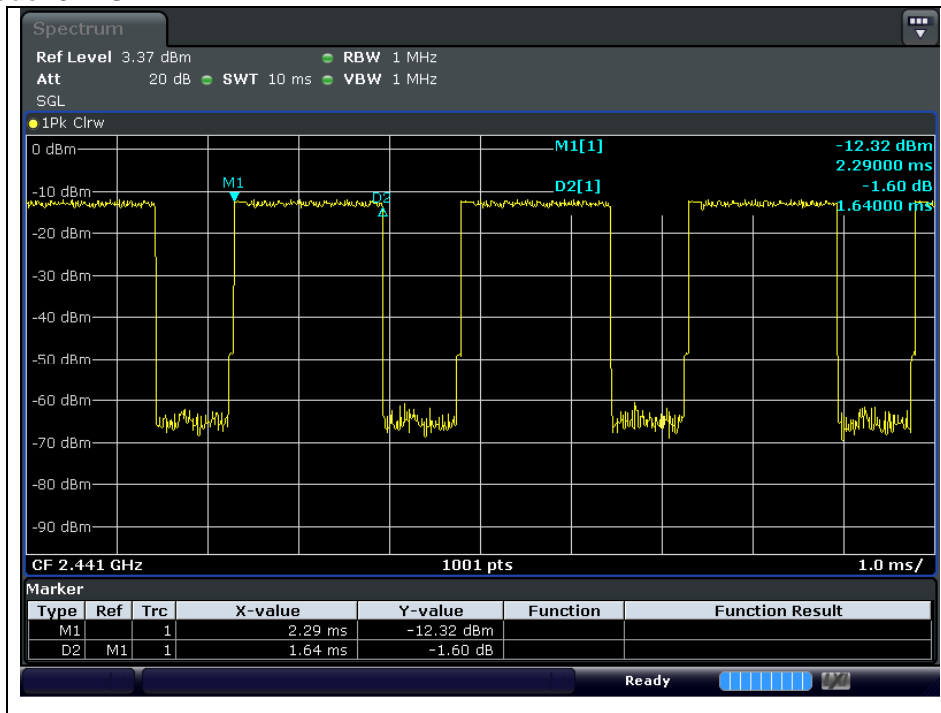 Spectrum
Ref Level 3.37 dBm RBW 1 MHz
Att 20 dB SWT 10 ms VBW 1 MHz
SGL
1Pk Clrw
0 dBm
M1[1] -12.32 dBm
2.29000 ms
M1
D2[1] -1.60 dB
-10 dBm
D2
1.64000 ms
-20 dBm
-30 dBm
-40 dBm
-50 dBm
-60 dBm
-70 dBm
-80 dBm
-90 dBm
CF 2.441 GHz 1001 pts 1.0 ms/
Marker
Type Ref Trc X-value Y-value Function Function Result
M1 1 2.29 ms -12.32 dBm
D2 M1 1 1.64 ms -1.60 dB
Ready